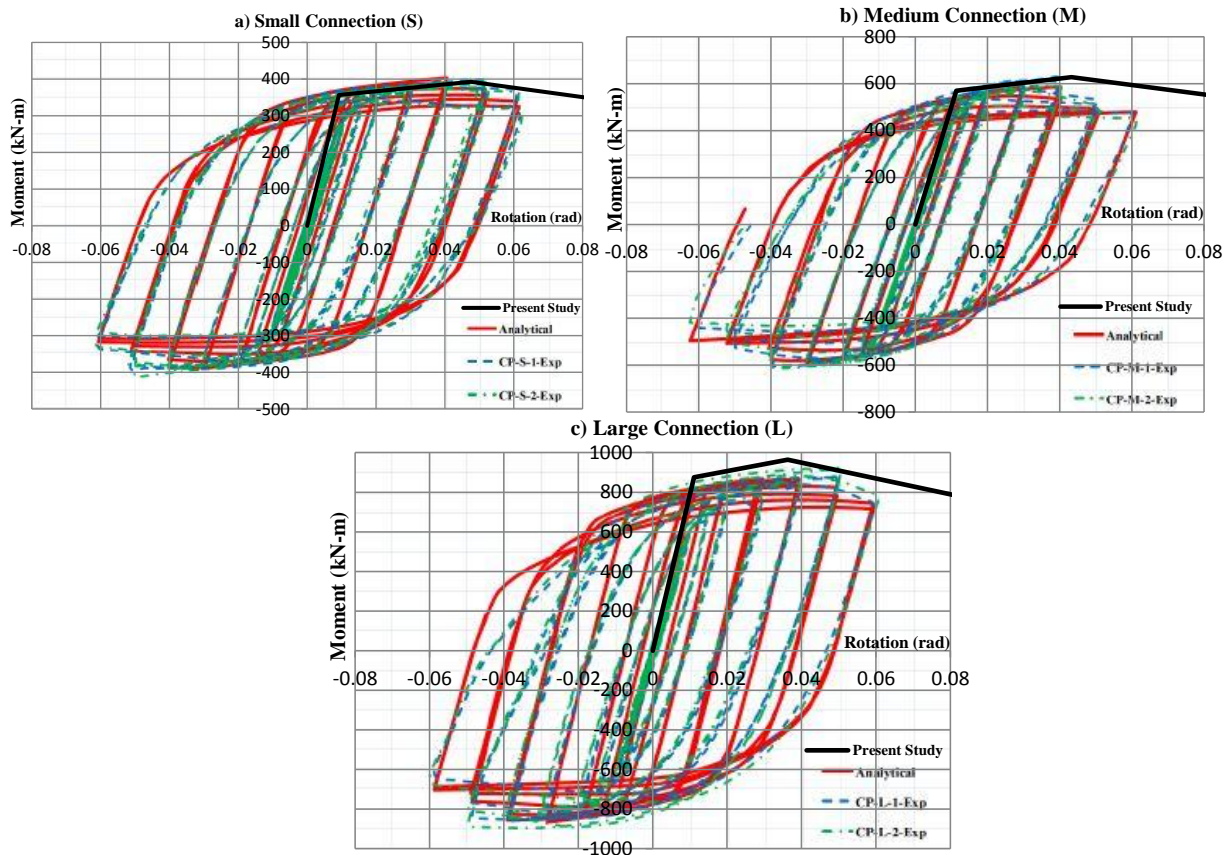 a) Small Connection (S)
500
400
300
200
100
0
-100
-200
-300
-400
-500
-0.08 -0.06 -0.04 -0.02 0 0.02 0.04 0.06 0.08
Moment (kN-m)
Rotation (rad)
Present Study
Analytical
CP-S-1-Exp
CP-S-2-Exp
b) Medium Connection (M)
800
600
400
200
0
-200
-400
-600
-800
-0.08 -0.06 -0.04 -0.02 0 0.02 0.04 0.06 0.08
Moment (kN-m)
Rotation (rad)
Present Study
Analytical
CP-M-1-Exp
CP-M-2-Exp
c) Large Connection (L)
1000
800
600
400
200
0
-200
-400
-600
-800
-1000
-0.08 -0.06 -0.04 -0.02 0 0.02 0.04 0.06 0.08
Moment (kN-m)
Rotation (rad)
Present Study
Analytical
CP-L-1-Exp
CP-L-2-Exp